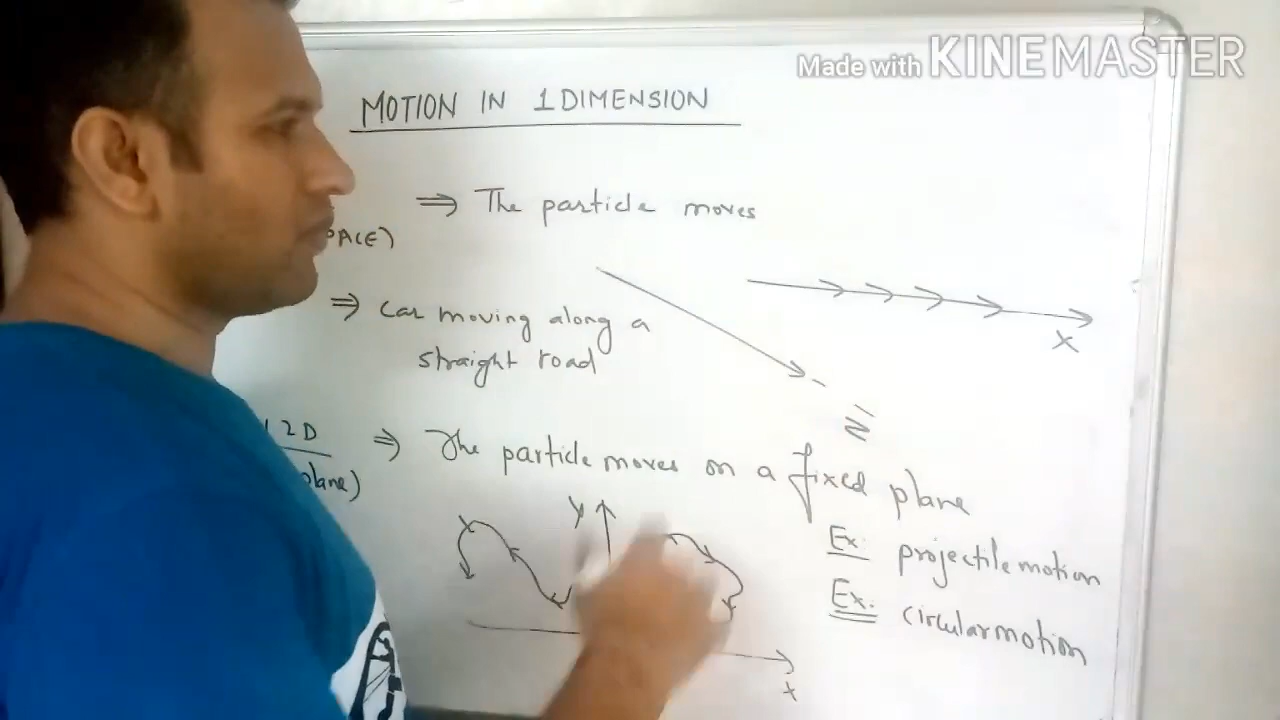 Made with KINEMASTER
MOTION IN 1 DIMENSION
⇒ The particle moves
PACE)
⇒ car moving along a
straight road
X
2D
⇒ The particle moves on a fixed plane
plane)
y
Ex: projectile motion
Ex: circular motion
x